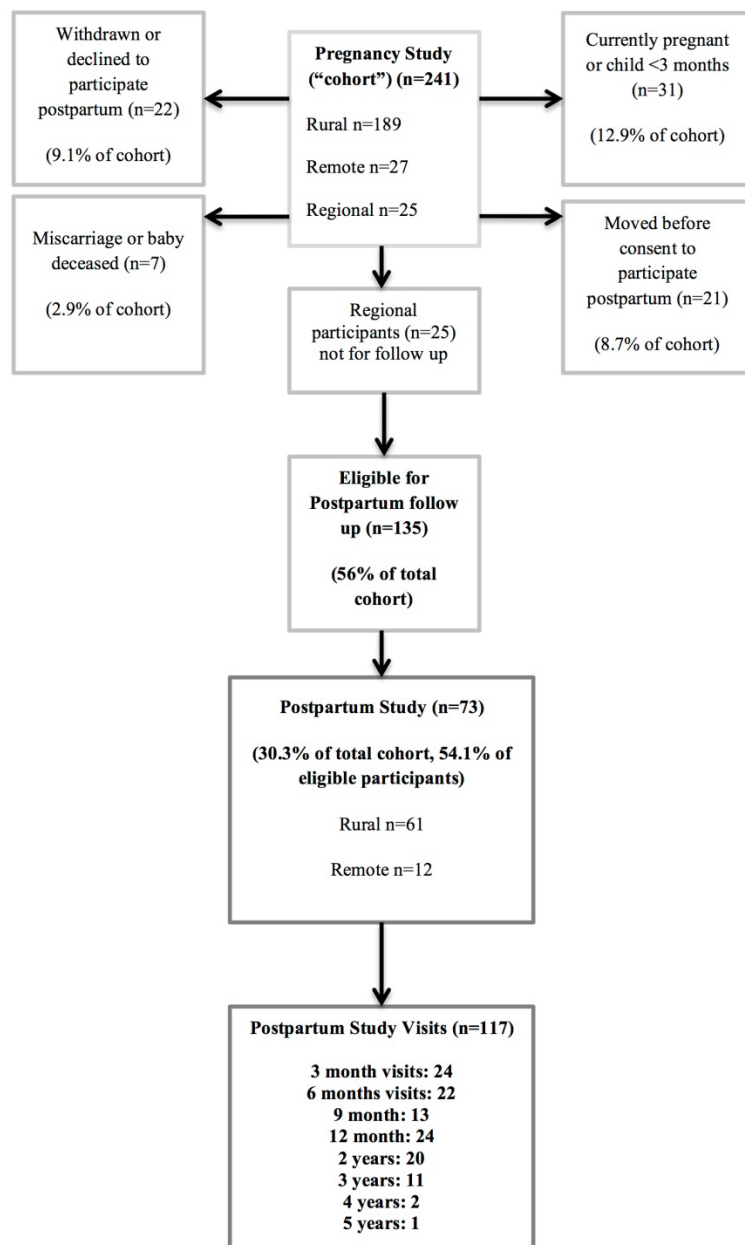 Withdrawn or
declined to
participate
postpartum (n=22)
(9.1% of cohort)
Pregnancy Study
(“cohort”) (n=241)
Rural n=189
Remote n=27
Regional n=25
Currently pregnant
or child <3 months
(n=31)
(12.9% of cohort)
Miscarriage or baby
deceased (n=7)
(2.9% of cohort)
Moved before
consent to
participate
postpartum (n=21)
(8.7% of cohort)
Regional
participants (n=25)
not for follow up
Eligible for
Postpartum follow
up (n=135)
(56% of total
cohort)
Postpartum Study (n=73)
(30.3% of total cohort, 54.1% of
eligible participants)
Rural n=61
Remote n=12
Postpartum Study Visits (n=117)
3 month visits: 24
6 months visits: 22
9 month: 13
12 month: 24
2 years: 20
3 years: 11
4 years: 2
5 years: 1